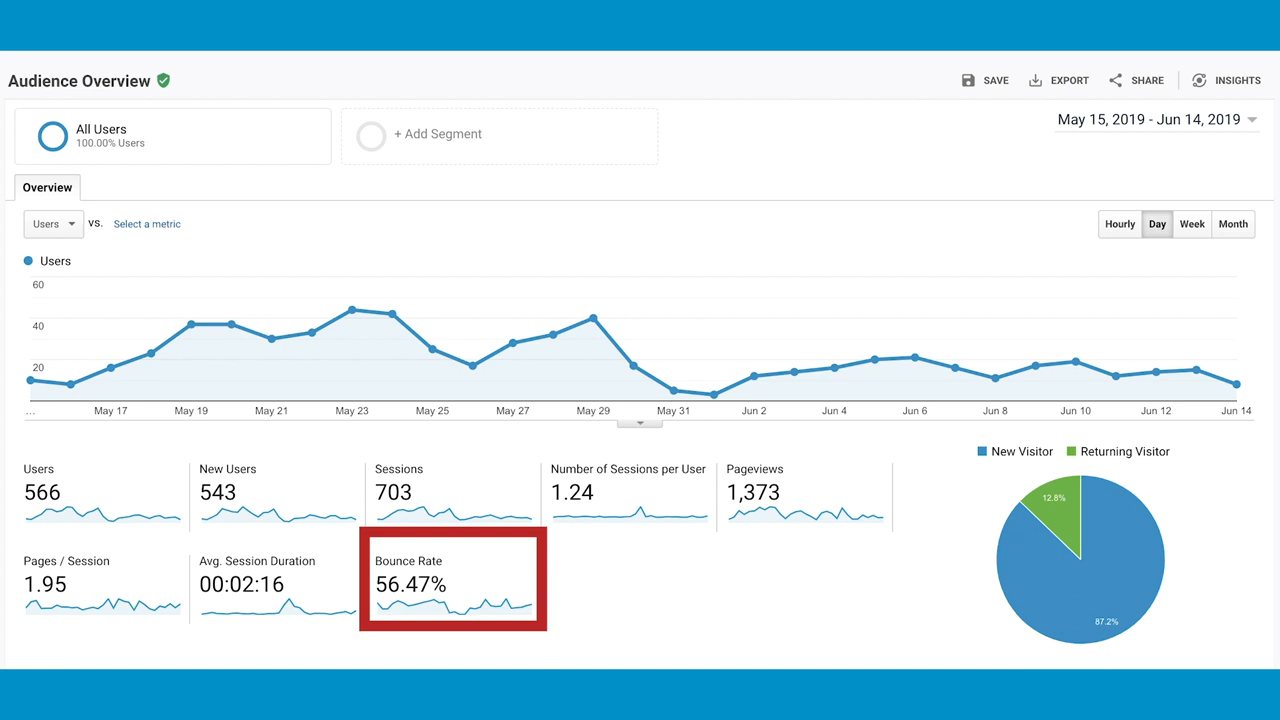 Audience Overview
SAVE EXPORT SHARE INSIGHTS
All Users
100.00% Users
+ Add Segment
May 15, 2019 - Jun 14, 2019
Overview
Users vs. Select a metric
Hourly Day Week Month
Users
60
40
20
... May 17 May 19 May 21 May 23 May 25 May 27 May 29 May 31 Jun 2 Jun 4 Jun 6 Jun 8 Jun 10 Jun 12 Jun 14
Users
566
New Users
543
Sessions
703
Number of Sessions per User
1.24
Pageviews
1,373
Pages / Session
1.95
Avg. Session Duration
00:02:16
Bounce Rate
56.47%
New Visitor Returning Visitor
12.8%
87.2%